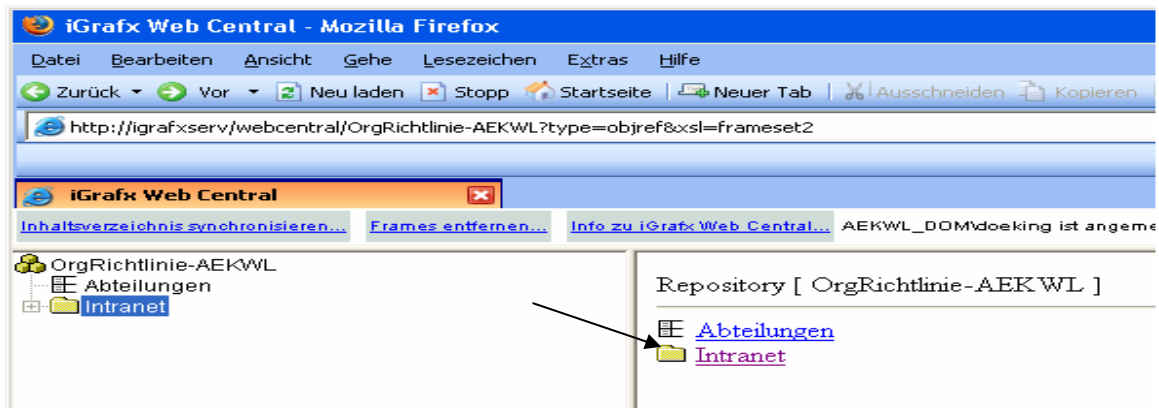 iGrafx Web Central - Mozilla Firefox
Datei Bearbeiten Ansicht Gehe Lesezeichen Extras Hilfe
Zurück Vor Neu laden Stopp Startseite Neuer Tab Ausschneiden Kopieren
http://igrafxserv/webcentral/OrgRichtlinie-AEKWL?type=objref&xsl=frameset2
iGrafx Web Central
Inhaltsverzeichnis synchronisieren... Frames entfernen... Info zu iGrafx Web Central... AEKWL_DOM\doeking ist angeme
OrgRichtlinie-AEKWL
Abteilungen
Intranet
Repository [ OrgRichtlinie-AEKWL ]
Abteilungen
Intranet